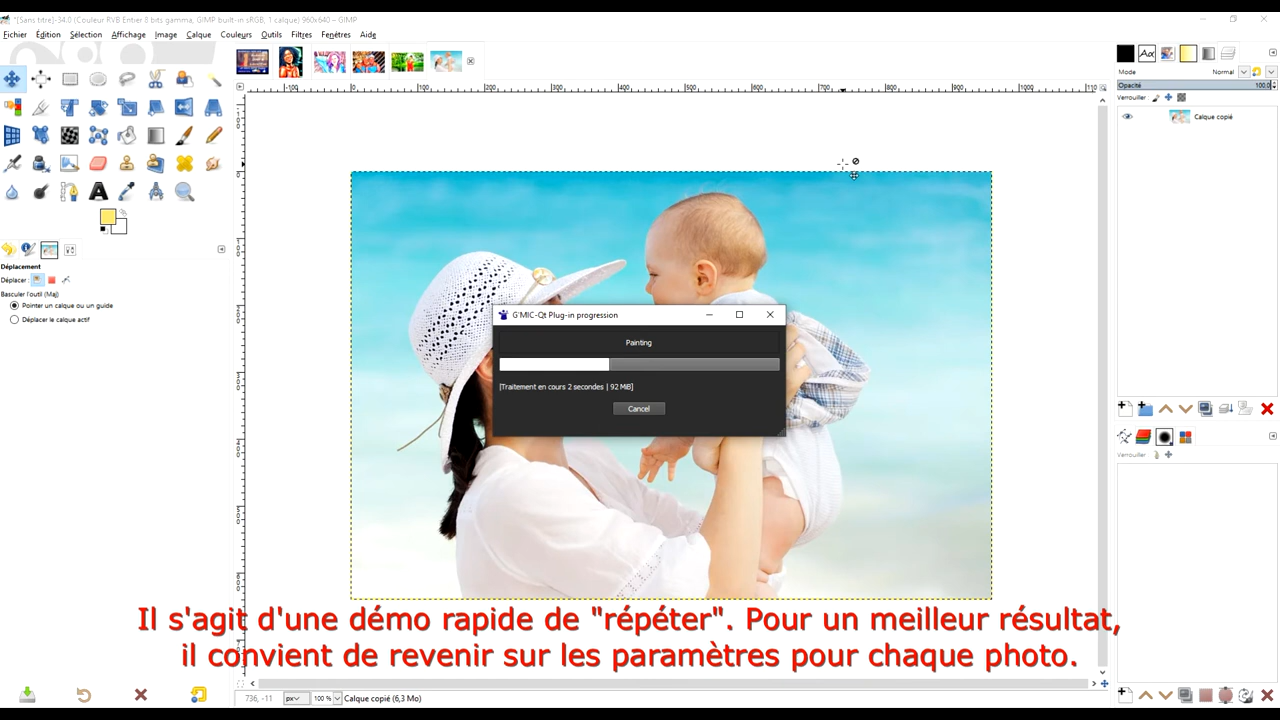 *[Sans titre]-34.0 (Couleur RVB Entier 8 bits gamma, GIMP built-in sRGB, 1 calque) 960x640 – GIMP
Fichier Édition Sélection Affichage Image Calque Couleurs Outils Filtres Fenêtres Aide
Mode Normal
Opacité 100,0
Verrouiller :
Calque copié
Déplacement
Déplacer :
Basculer l'outil (Maj)
Pointer un calque ou un guide
Déplacer le calque actif
G'MIC-Qt Plug-in progression
Painting
[Traitement en cours 2 secondes | 92 MiB]
Cancel
Verrouiller :
Il s'agit d'une démo rapide de "répéter". Pour un meilleur résultat,
il convient de revenir sur les paramètres pour chaque photo.
736, -11 px 100 % Calque copié (6,3 Mo)